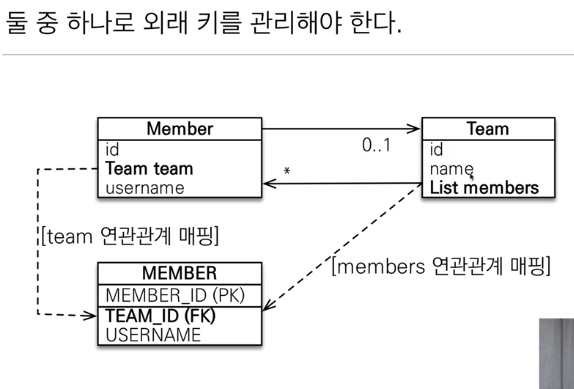 둘 중 하나로 외래 키를 관리해야 한다.
Member
id
Team team
username
0..1
*
Team
id
name
List members
[team 연관관계 매핑]
[members 연관관계 매핑]
MEMBER
MEMBER_ID (PK)
TEAM_ID (FK)
USERNAME